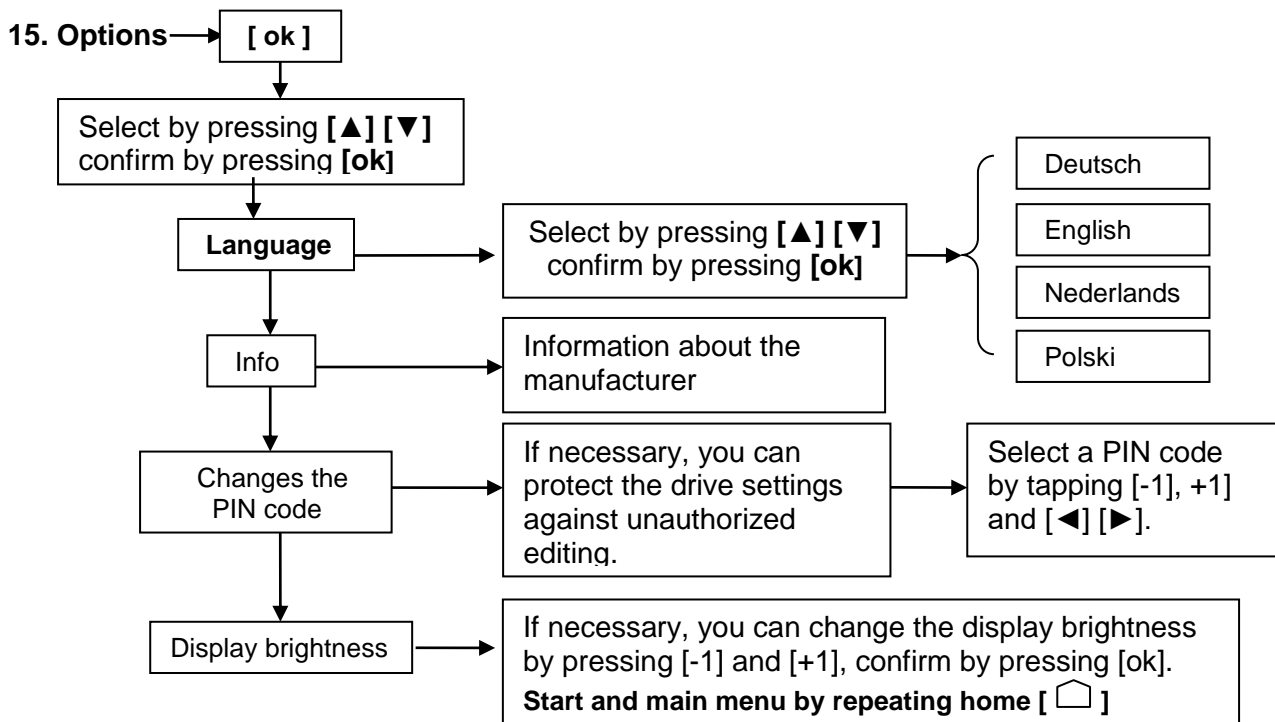 15. Options
[ ok ]
Select by pressing [▲] [▼]
confirm by pressing [ok]
Language
Select by pressing [▲] [▼]
confirm by pressing [ok]
Deutsch
English
Nederlands
Polski
Info
Information about the
manufacturer
Changes the
PIN code
If necessary, you can
protect the drive settings
against unauthorized
editing.
Select a PIN code
by tapping [-1], +1]
and [◄] [►].
Display brightness
If necessary, you can change the display brightness
by pressing [-1] and [+1], confirm by pressing [ok].
Start and main menu by repeating home [ ]